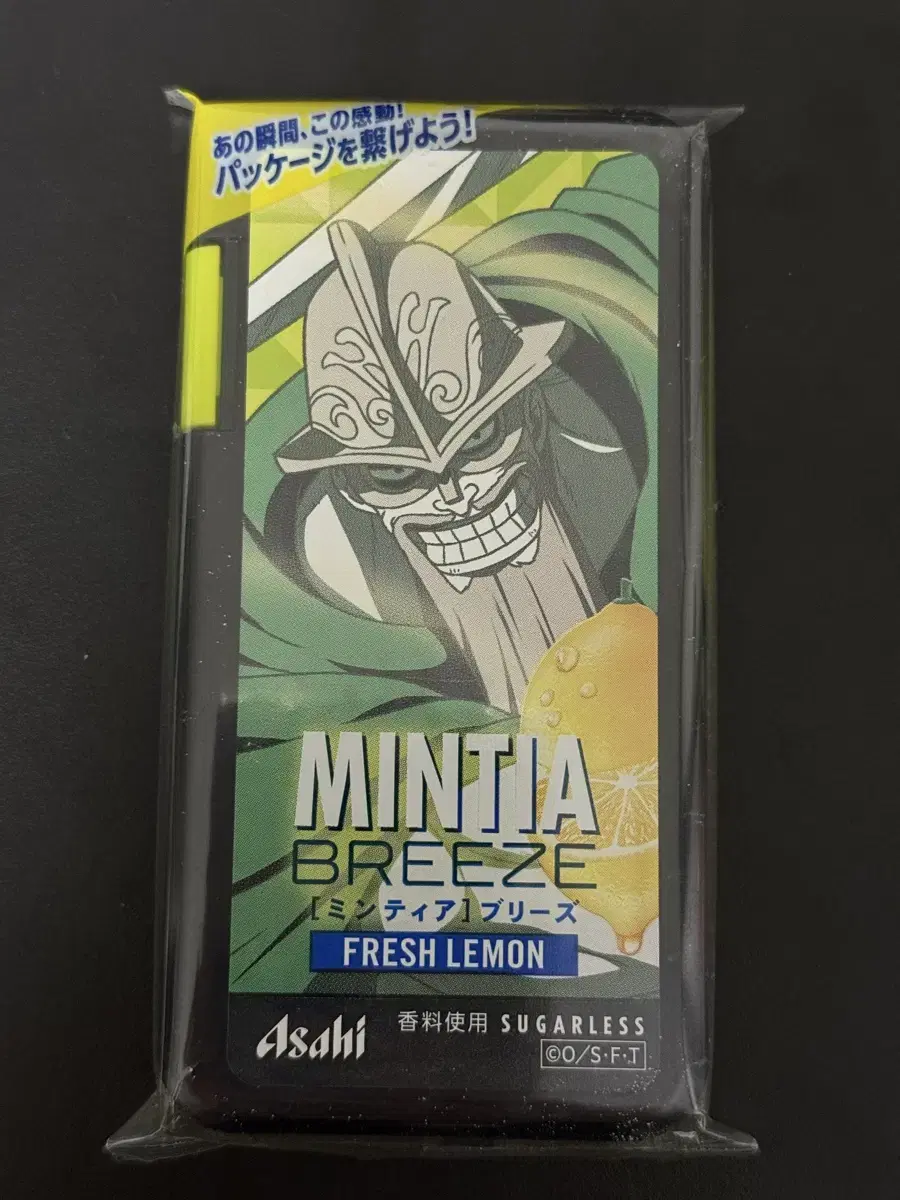 あの瞬間、この感動!
パッケージを繋げよう!
MINTIA
BREEZE
[ミンティア]ブリーズ
FRESH LEMON
Asahi
香料使用 SUGARLESS
©O/S・F・T